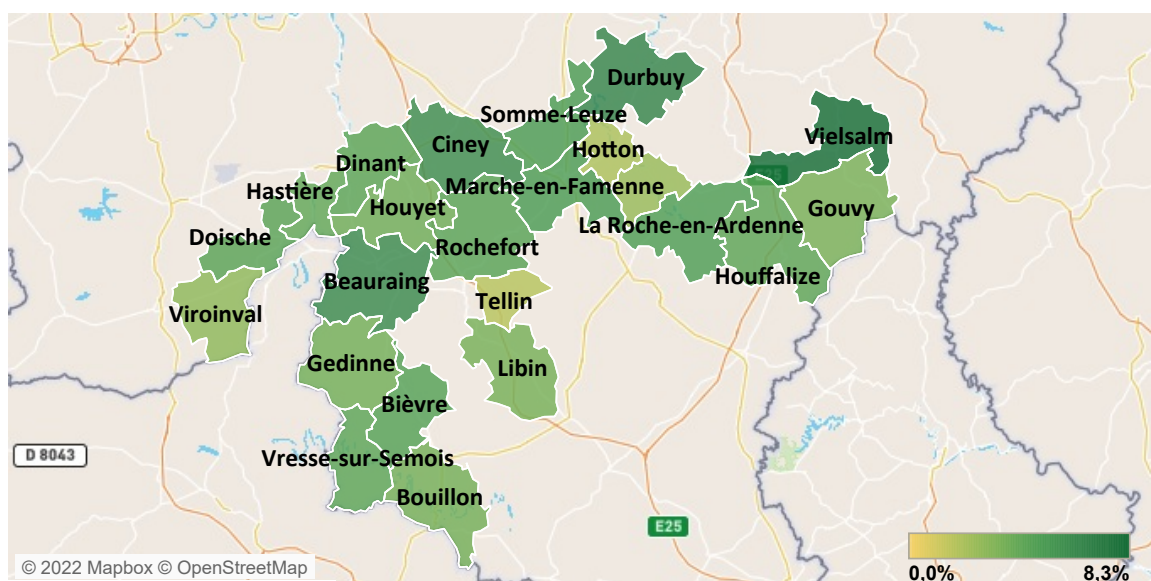 Durbuy
Somme-Leuze
Vielsalm
Ciney
Hotton
Dinant
Marche-en-Famenne
Hastière
Houyet
Gouvy
La Roche-en-Ardenne
Doische
Rochefort
Houffalize
Beauraing
Tellin
Viroinval
Gedinne
Libin
Bièvre
D 8043
Vresse-sur-Semois
Bouillon
E25
© 2022 Mapbox © OpenStreetMap
0,0%
8,3%